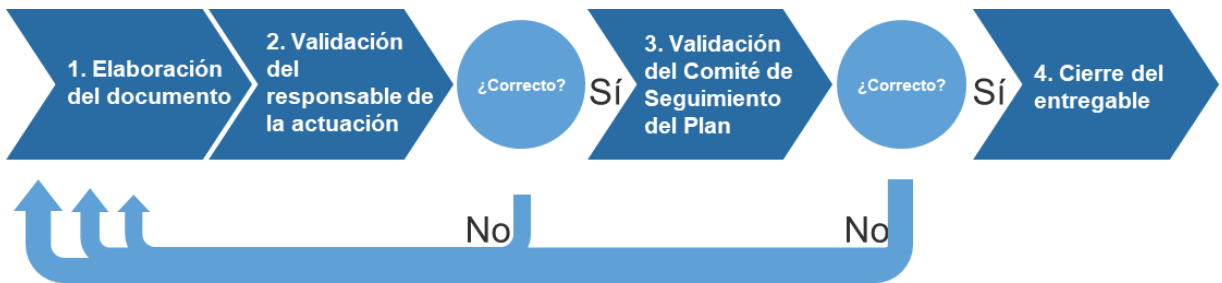 1. Elaboración
del documento
2. Validación
del
responsable de
la actuación
¿Correcto?
Sí
3. Validación
del Comité de
Seguimiento
del Plan
¿Correcto?
Sí
4. Cierre del
entregable
No
No